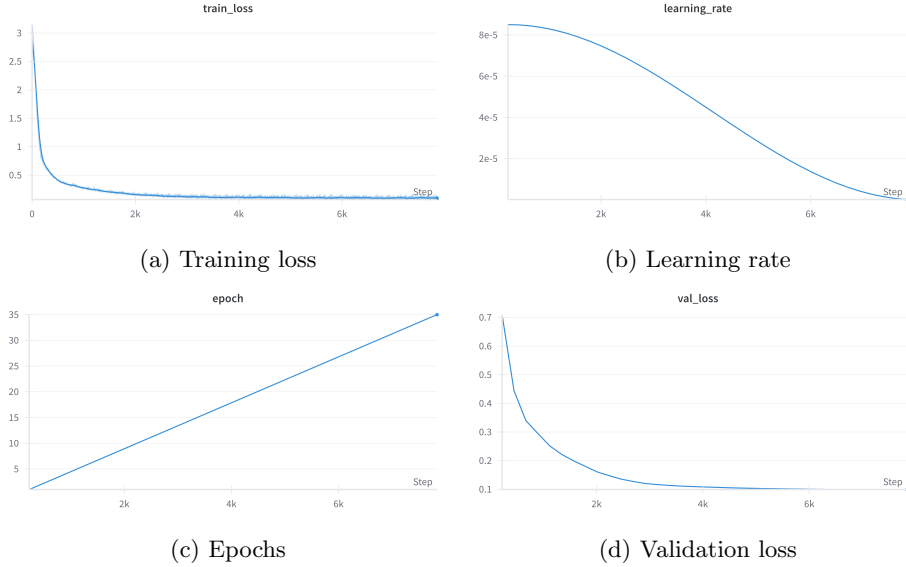 train_loss
3
2.5
2
1.5
1
0.5
Step
0 2k 4k 6k
(a) Training loss
learning_rate
8e-5
6e-5
4e-5
2e-5
Step
2k 4k 6k
(b) Learning rate
epoch
35
30
25
20
15
10
5
Step
2k 4k 6k
(c) Epochs
val_loss
0.7
0.6
0.5
0.4
0.3
0.2
0.1
Step
2k 4k 6k
(d) Validation loss